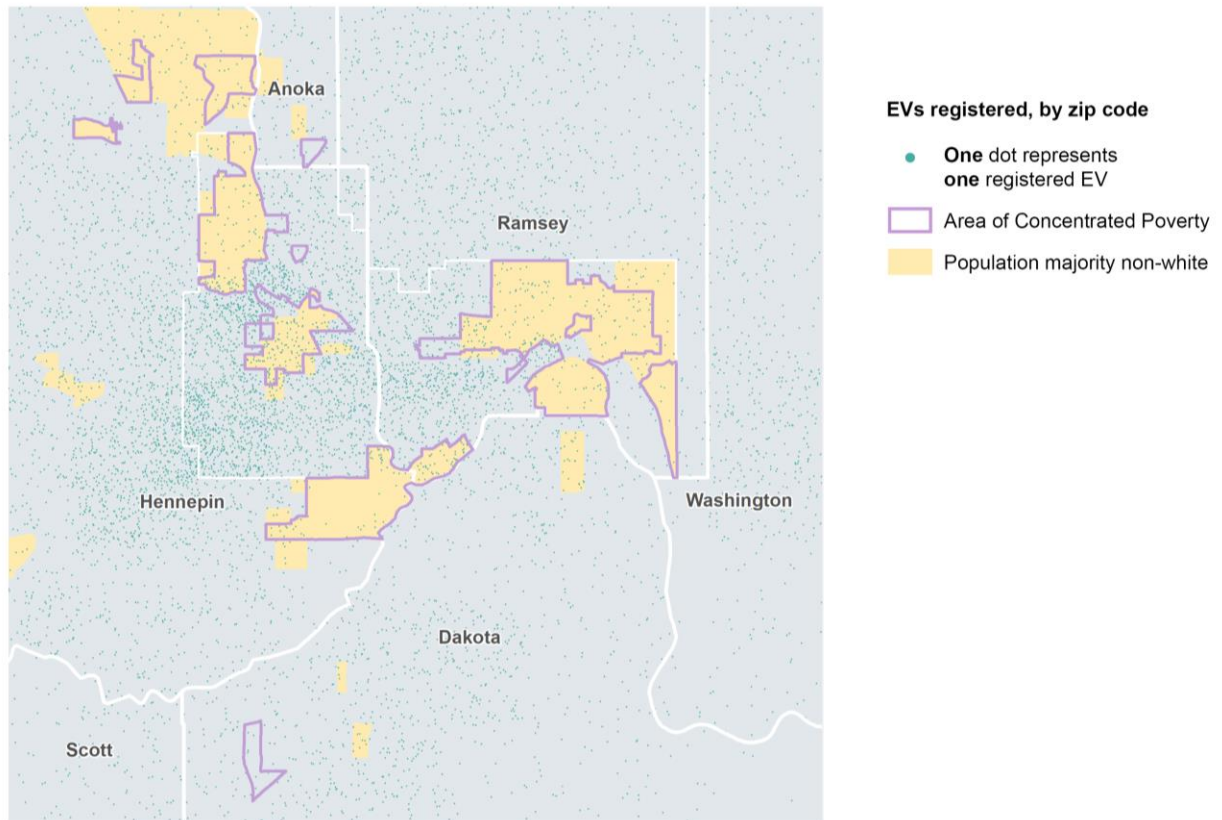 Anoka
Ramsey
Hennepin
Washington
Dakota
Scott
EVs registered, by zip code
One dot represents
one registered EV
Area of Concentrated Poverty
Population majority non-white